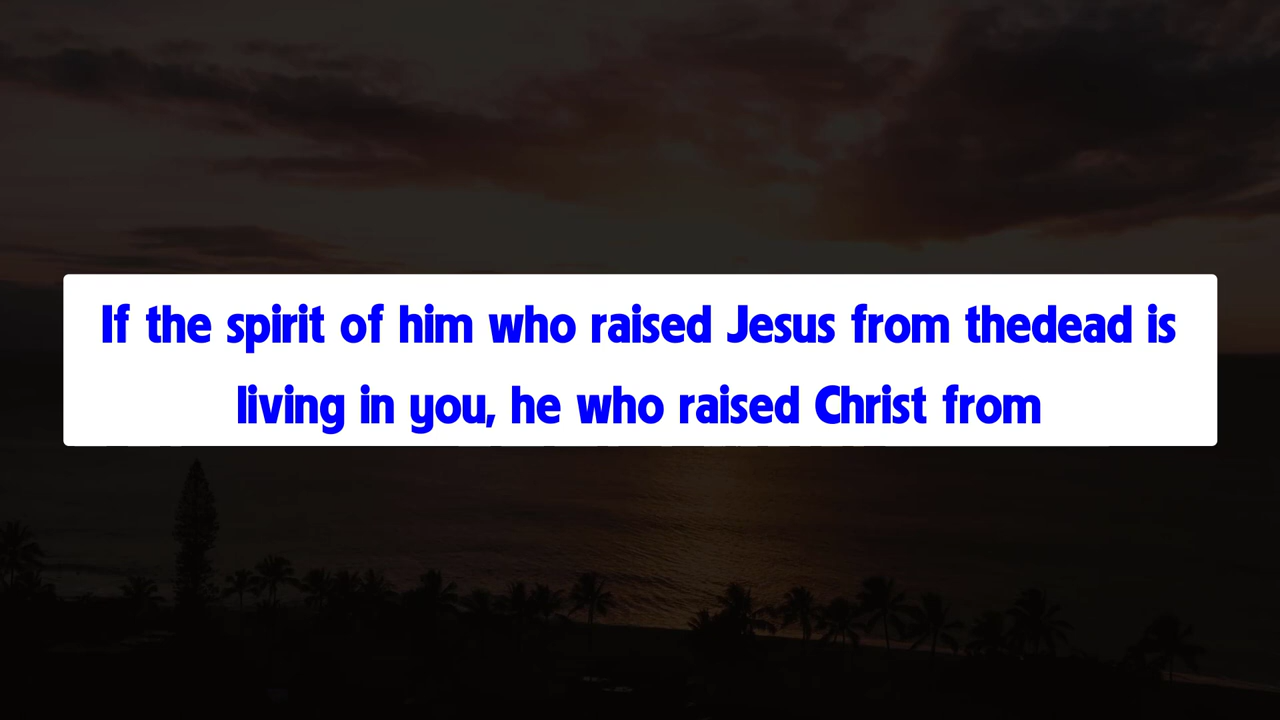 If the spirit of him who raised Jesus from thedead is
living in you, he who raised Christ from